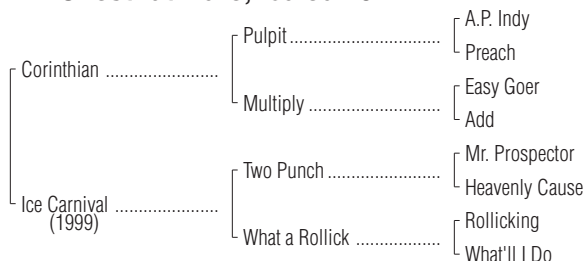 A.P. Indy
Pulpit
Preach
Corinthian
Easy Goer
Multiply
Add
Mr. Prospector
Two Punch
Heavenly Cause
Ice Carnival
(1999)
Rollicking
What a Rollick
What'll I Do